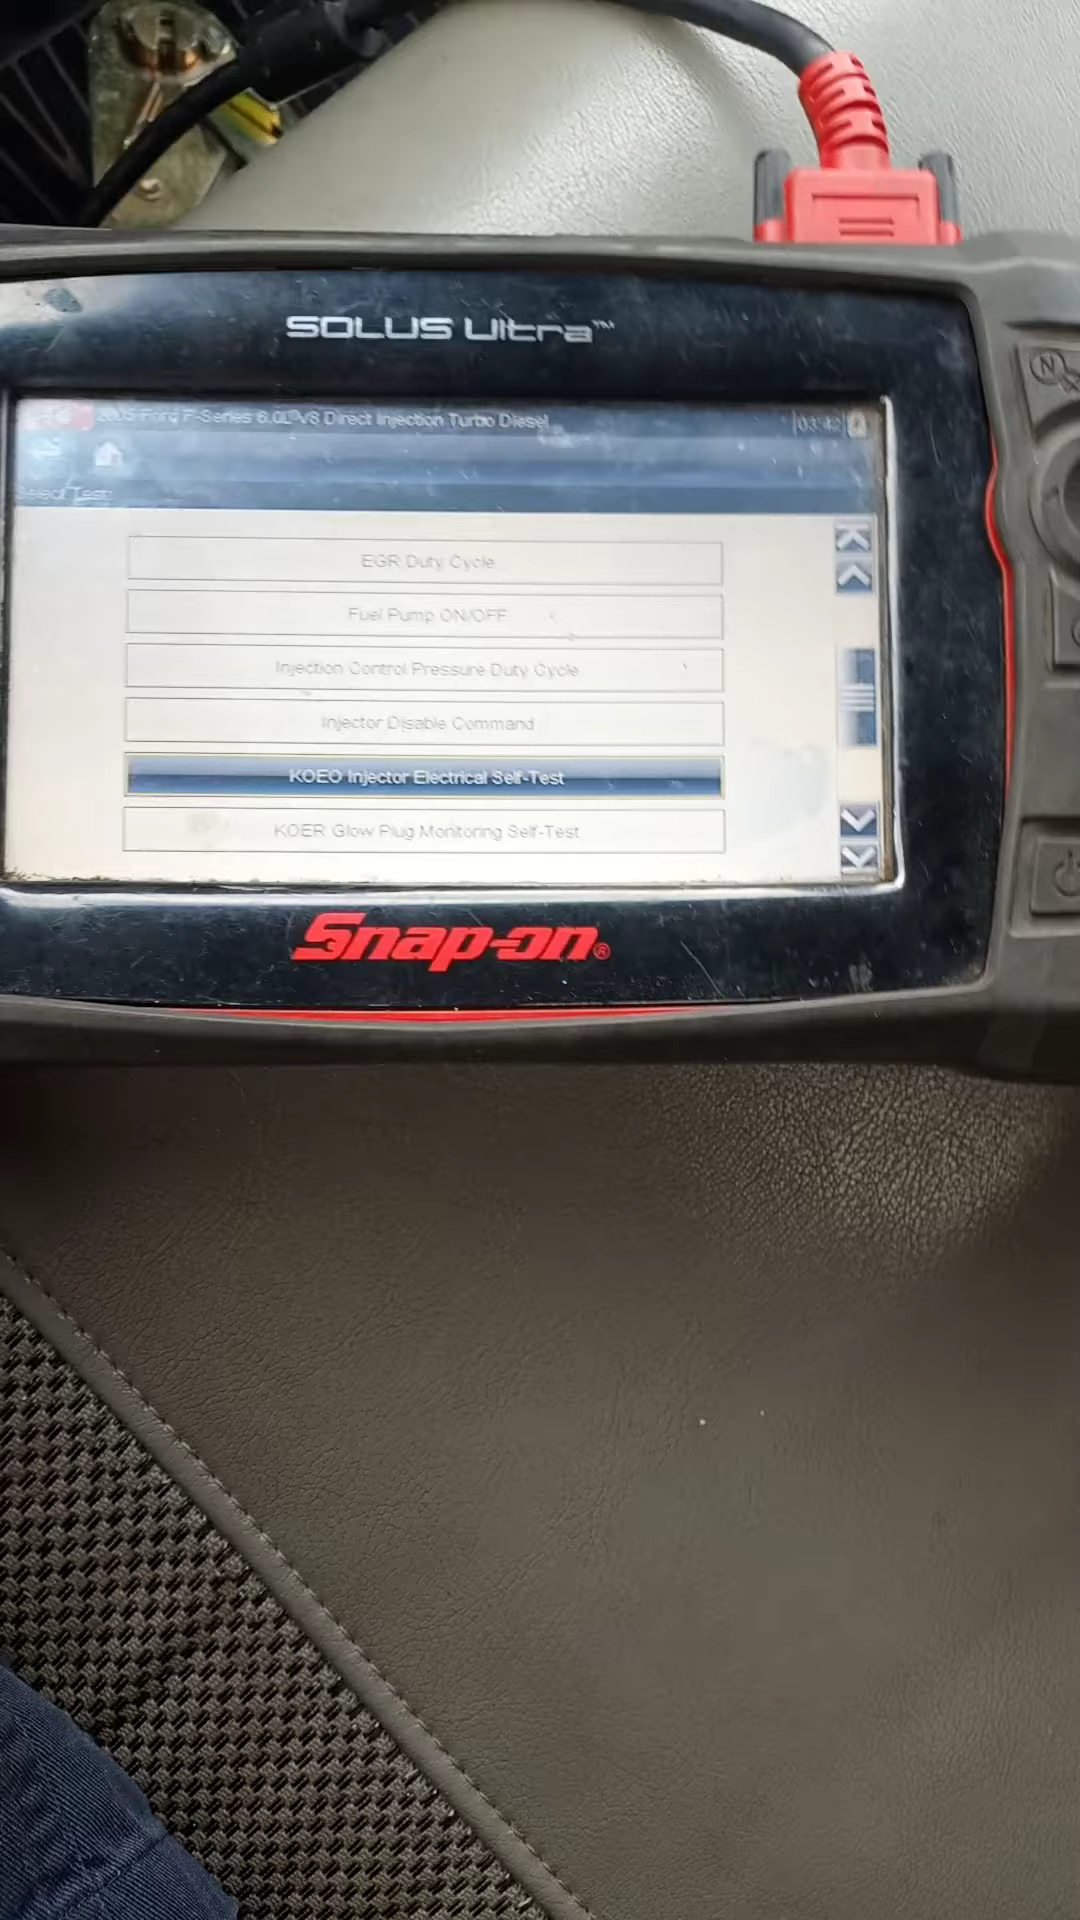 SOLUS Ultra™
2005 Ford F-Series 6.0L V8 Direct Injection Turbo Diesel
03:42
Select Test:
EGR Duty Cycle
Fuel Pump ON/OFF
Injection Control Pressure Duty Cycle
Injector Disable Command
KOEO Injector Electrical Self-Test
KOER Glow Plug Monitoring Self-Test
Snap-on®
N